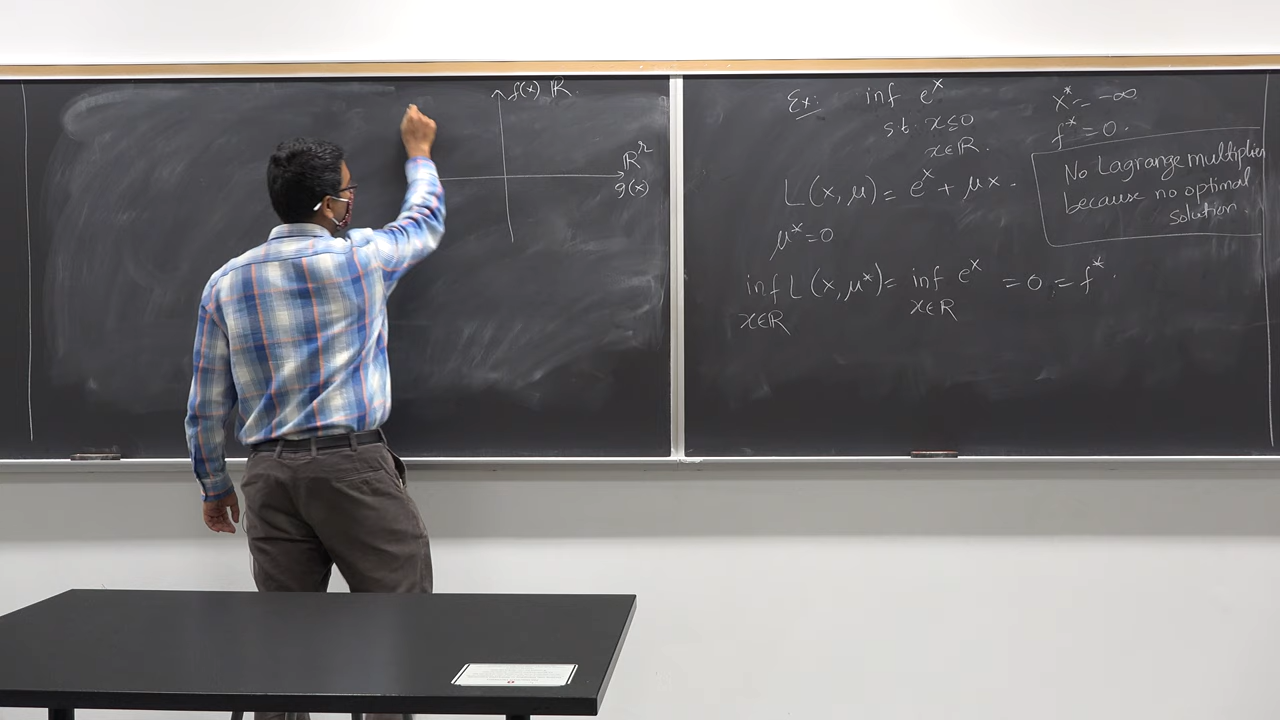 f(x) ℝ.
ℝʳ
g(x)
Ex: inf eˣ
s.t. x≤0
x∈ℝ.
x* = -∞
f* = 0.
No Lagrange multiplier
because no optimal
solution.
L(x,μ) = eˣ + μx.
μ* = 0
inf L(x,μ*) = inf eˣ = 0 = f*.
x∈ℝ x∈ℝ